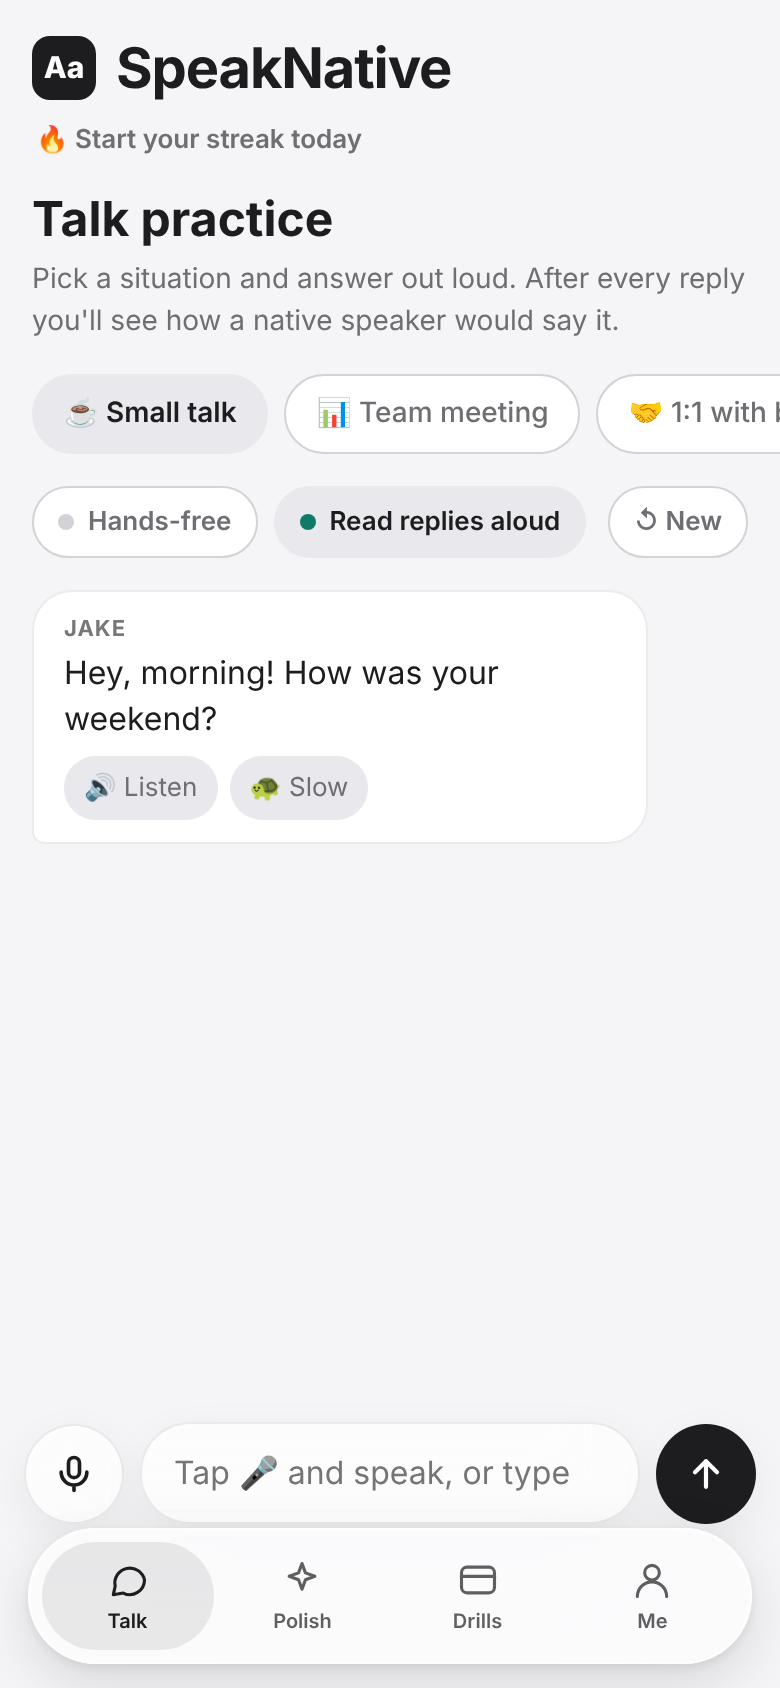 Aa SpeakNative
🔥 Start your streak today
Talk practice
Pick a situation and answer out loud. After every reply
you'll see how a native speaker would say it.
☕ Small talk 📊 Team meeting 🤝 1:1 with
Hands-free Read replies aloud New
JAKE
Hey, morning! How was your
weekend?
🔊 Listen 🐢 Slow
Tap 🎤 and speak, or type
Talk Polish Drills Me